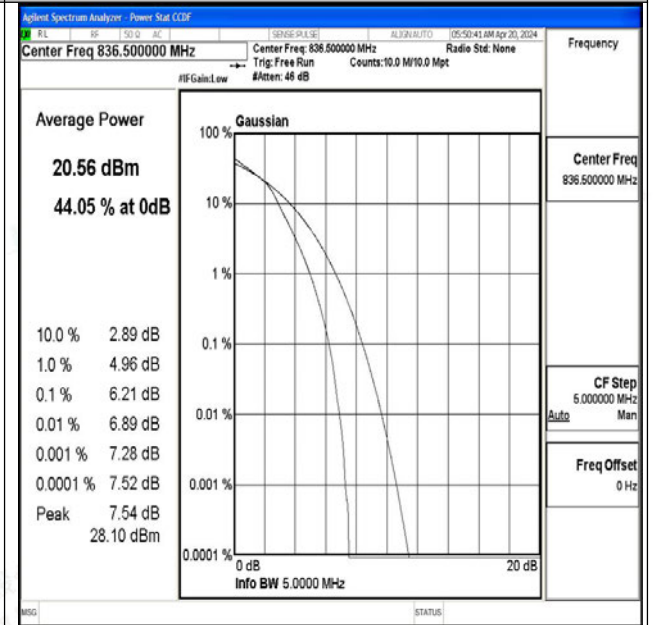 Agilent Spectrum Analyzer - Power Stat CCDF
RL RF 50 Ω AC SENSE:PULSE ALIGN AUTO 05:50:41 AM Apr 20, 2024
Center Freq 836.500000 MHz
Center Freq: 836.500000 MHz Radio Std: None
Trig: Free Run Counts:10.0 M/10.0 Mpt
#IFGain:Low #Atten: 46 dB
Frequency
Average Power
20.56 dBm
44.05 % at 0dB
10.0 % 2.89 dB
1.0 % 4.96 dB
0.1 % 6.21 dB
0.01 % 6.89 dB
0.001 % 7.28 dB
0.0001 % 7.52 dB
Peak 7.54 dB
28.10 dBm
Gaussian
100 %
10 %
1 %
0.1 %
0.01 %
0.001 %
0.0001 %
0 dB 20 dB
Info BW 5.0000 MHz
Center Freq
836.500000 MHz
CF Step
5.000000 MHz
Auto Man
Freq Offset
0 Hz
MSG STATUS